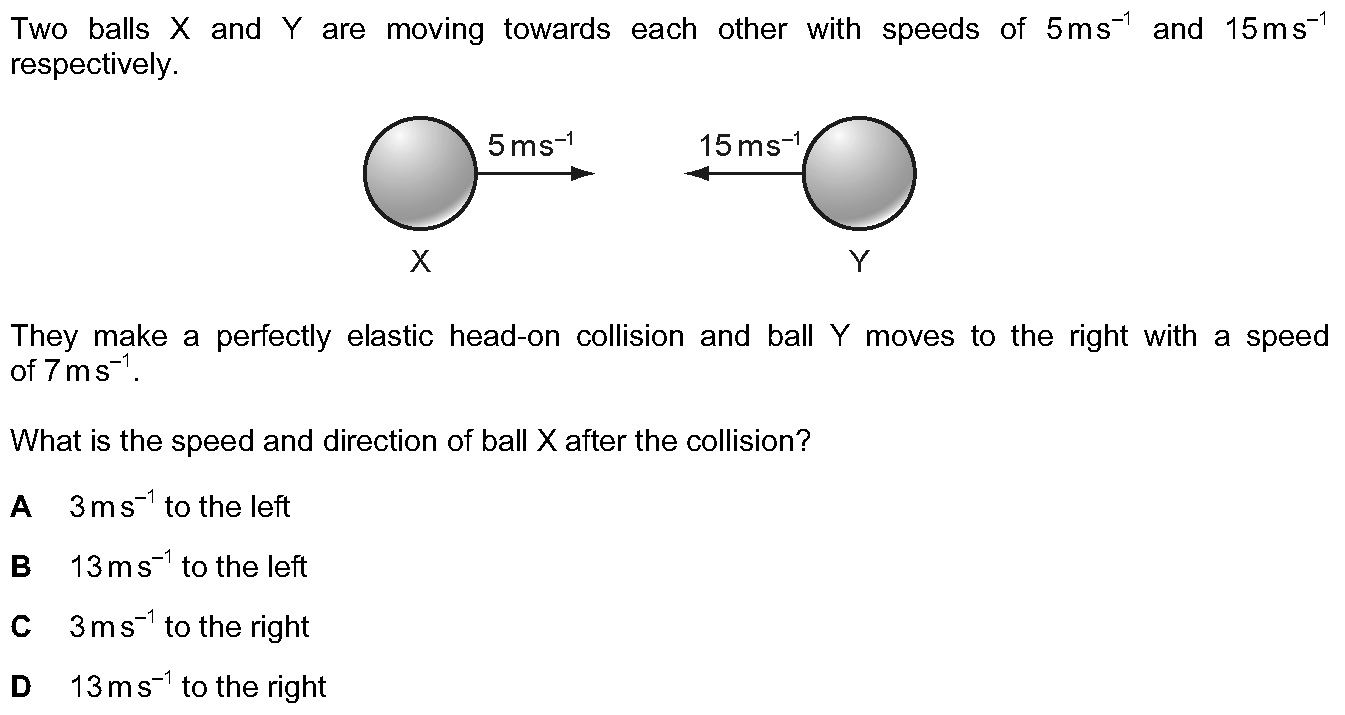 Two balls X and Y are moving towards each other with speeds of 5 m s⁻¹ and 15 m s⁻¹
respectively.
5 m s⁻¹ 15 m s⁻¹
X Y
They make a perfectly elastic head-on collision and ball Y moves to the right with a speed
of 7 m s⁻¹.
What is the speed and direction of ball X after the collision?
A 3 m s⁻¹ to the left
B 13 m s⁻¹ to the left
C 3 m s⁻¹ to the right
D 13 m s⁻¹ to the right